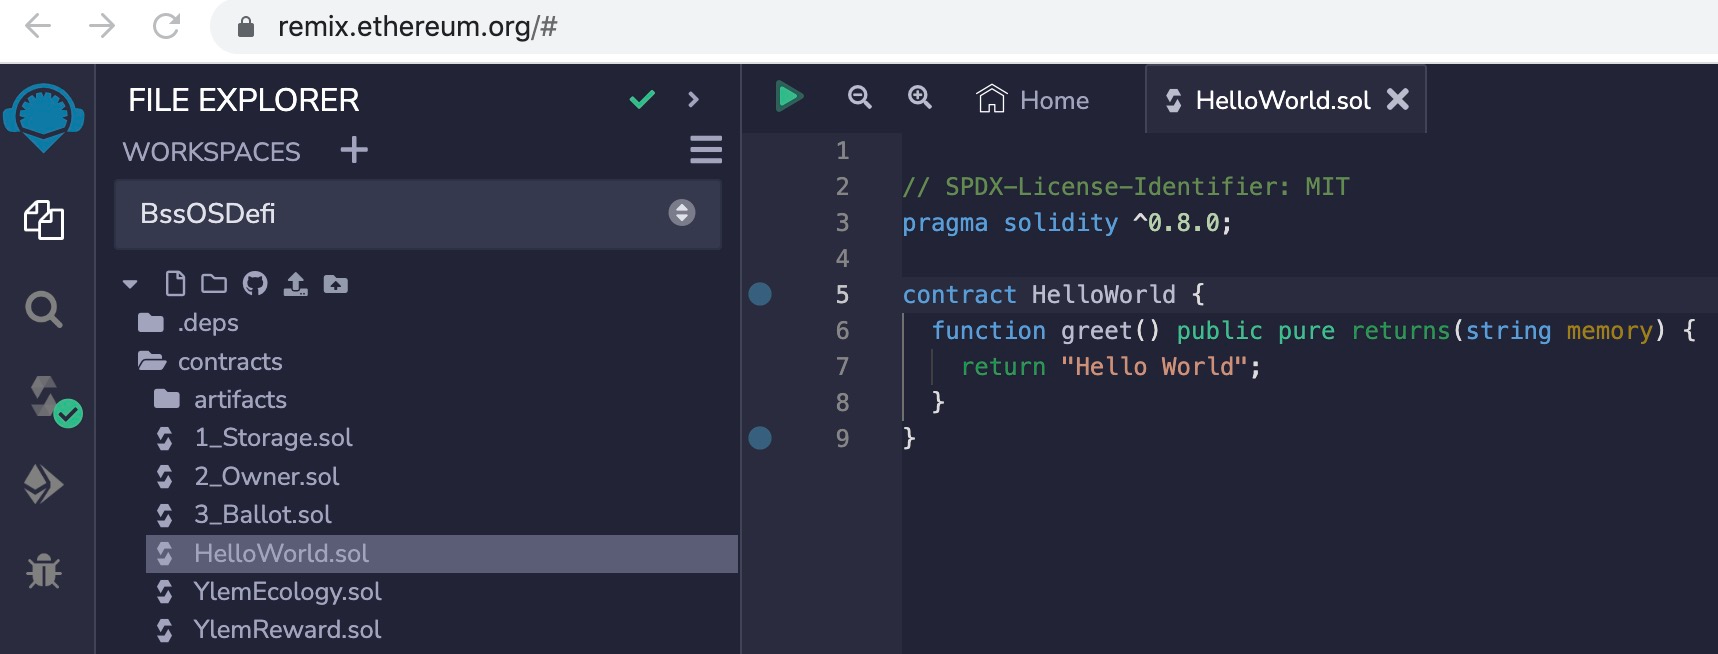 remix.ethereum.org/#
FILE EXPLORER
WORKSPACES
BssOSDefi
.deps
contracts
artifacts
1_Storage.sol
2_Owner.sol
3_Ballot.sol
HelloWorld.sol
YlemEcology.sol
YlemReward.sol
Home
HelloWorld.sol
1
2 // SPDX-License-Identifier: MIT
3 pragma solidity ^0.8.0;
4
5 contract HelloWorld {
6   function greet() public pure returns(string memory) {
7     return "Hello World";
8   }
9 }